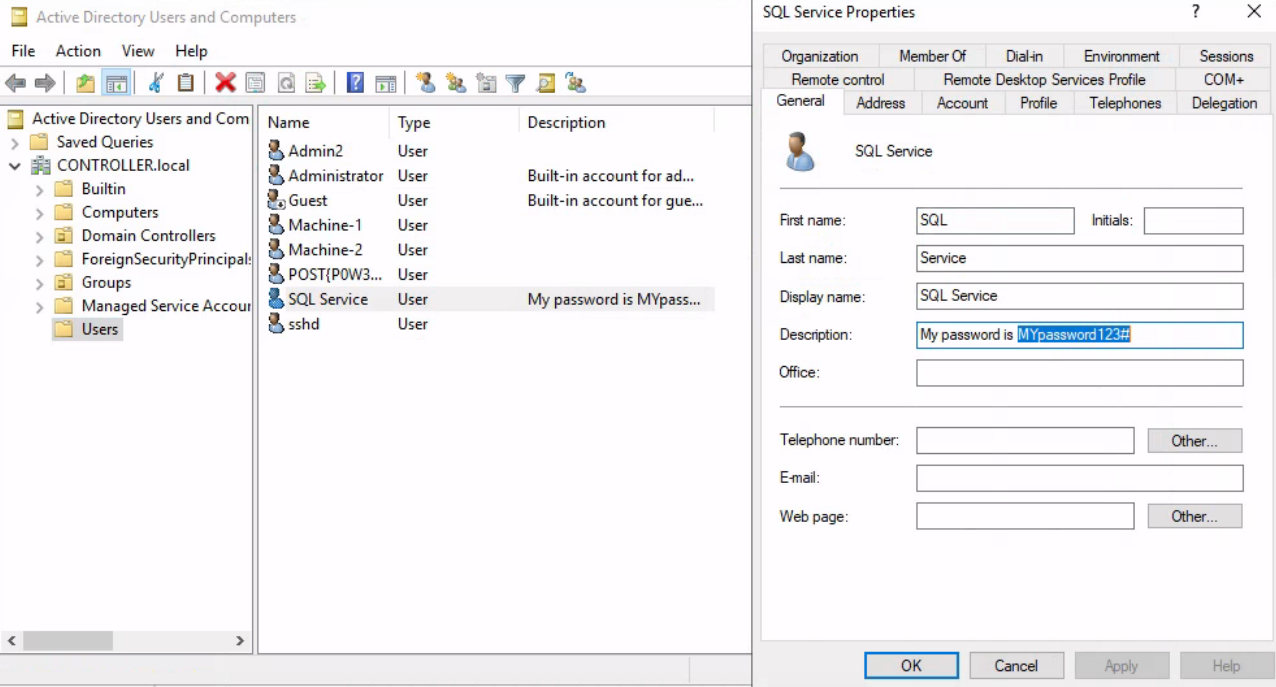 Active Directory Users and Computers
File Action View Help
Active Directory Users and Com
Saved Queries
CONTROLLER.local
Builtin
Computers
Domain Controllers
ForeignSecurityPrincipals
Groups
Managed Service Accour
Users
Name Type Description
Admin2 User
Administrator User Built-in account for ad...
Guest User Built-in account for gue...
Machine-1 User
Machine-2 User
POST{P0W3... User
SQL Service User My password is MYpass...
sshd User
SQL Service Properties
?
Organization Member Of Dial-in Environment Sessions
Remote control Remote Desktop Services Profile COM+
General Address Account Profile Telephones Delegation
SQL Service
First name: SQL Initials:
Last name: Service
Display name: SQL Service
Description: My password is MYpassword123#
Office:
Telephone number: Other...
E-mail:
Web page: Other...
OK Cancel Apply Help